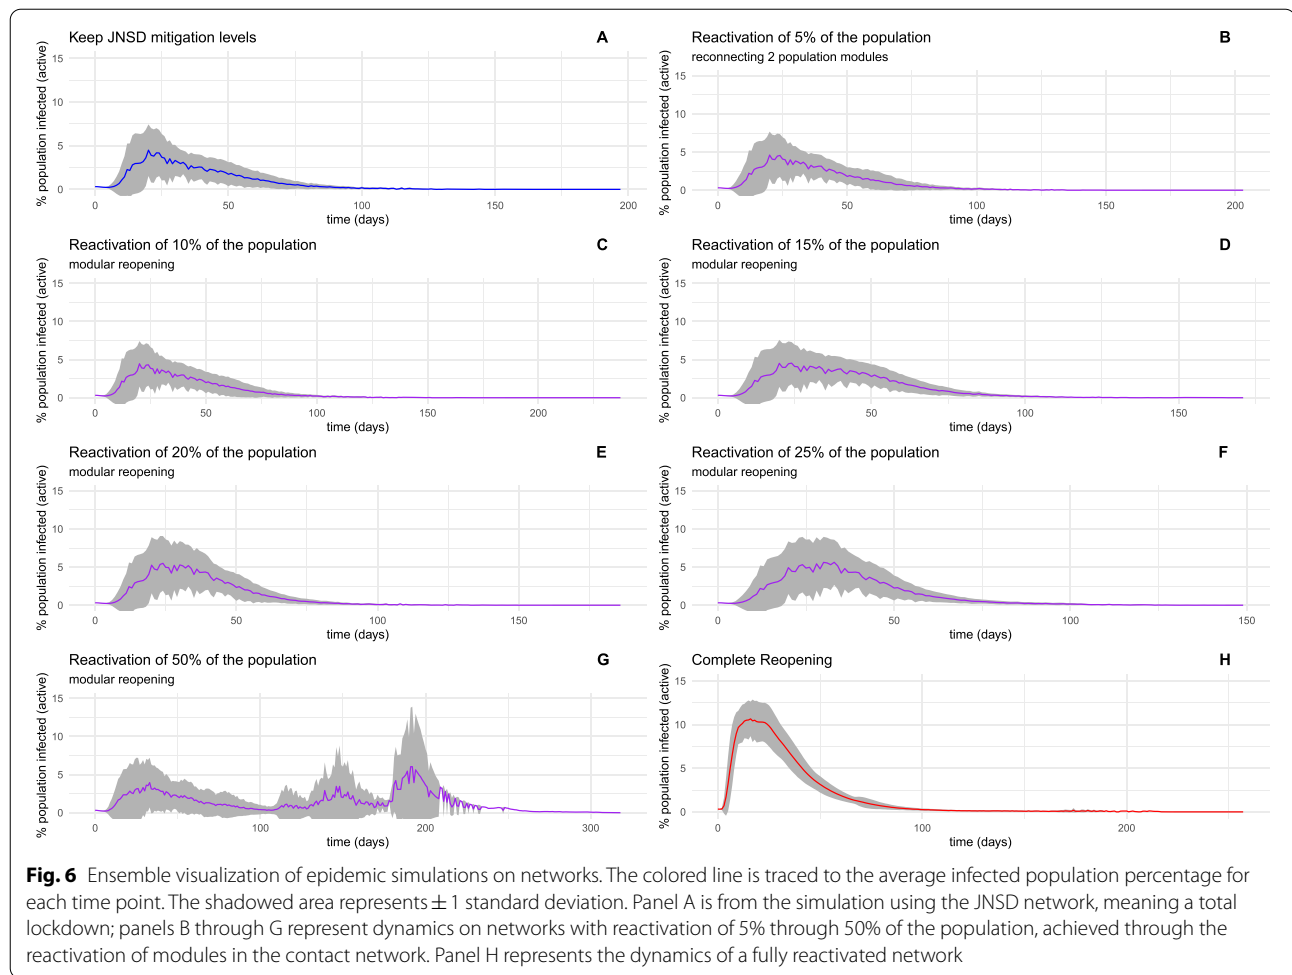 Keep JNSD mitigation levels
A
% population infected (active)
15
10
5
0
0 50 100 150 200
time (days)
Reactivation of 5% of the population
B
reconnecting 2 population modules
% population infected (active)
15
10
5
0
0 50 100 150 200
time (days)
Reactivation of 10% of the population
C
modular reopening
% population infected (active)
15
10
5
0
0 50 100 150 200
time (days)
Reactivation of 15% of the population
D
modular reopening
% population infected (active)
15
10
5
0
0 50 100 150
time (days)
Reactivation of 20% of the population
E
modular reopening
% population infected (active)
15
10
5
0
0 50 100 150
time (days)
Reactivation of 25% of the population
F
modular reopening
% population infected (active)
15
10
5
0
0 50 100 150
time (days)
Reactivation of 50% of the population
G
modular reopening
% population infected (active)
15
10
5
0
0 100 200 300
time (days)
Complete Reopening
H
% population infected (active)
15
10
5
0
0 100 200
time (days)
Fig. 6 Ensemble visualization of epidemic simulations on networks. The colored line is traced to the average infected population percentage for
each time point. The shadowed area represents ± 1 standard deviation. Panel A is from the simulation using the JNSD network, meaning a total
lockdown; panels B through G represent dynamics on networks with reactivation of 5% through 50% of the population, achieved through the
reactivation of modules in the contact network. Panel H represents the dynamics of a fully reactivated network